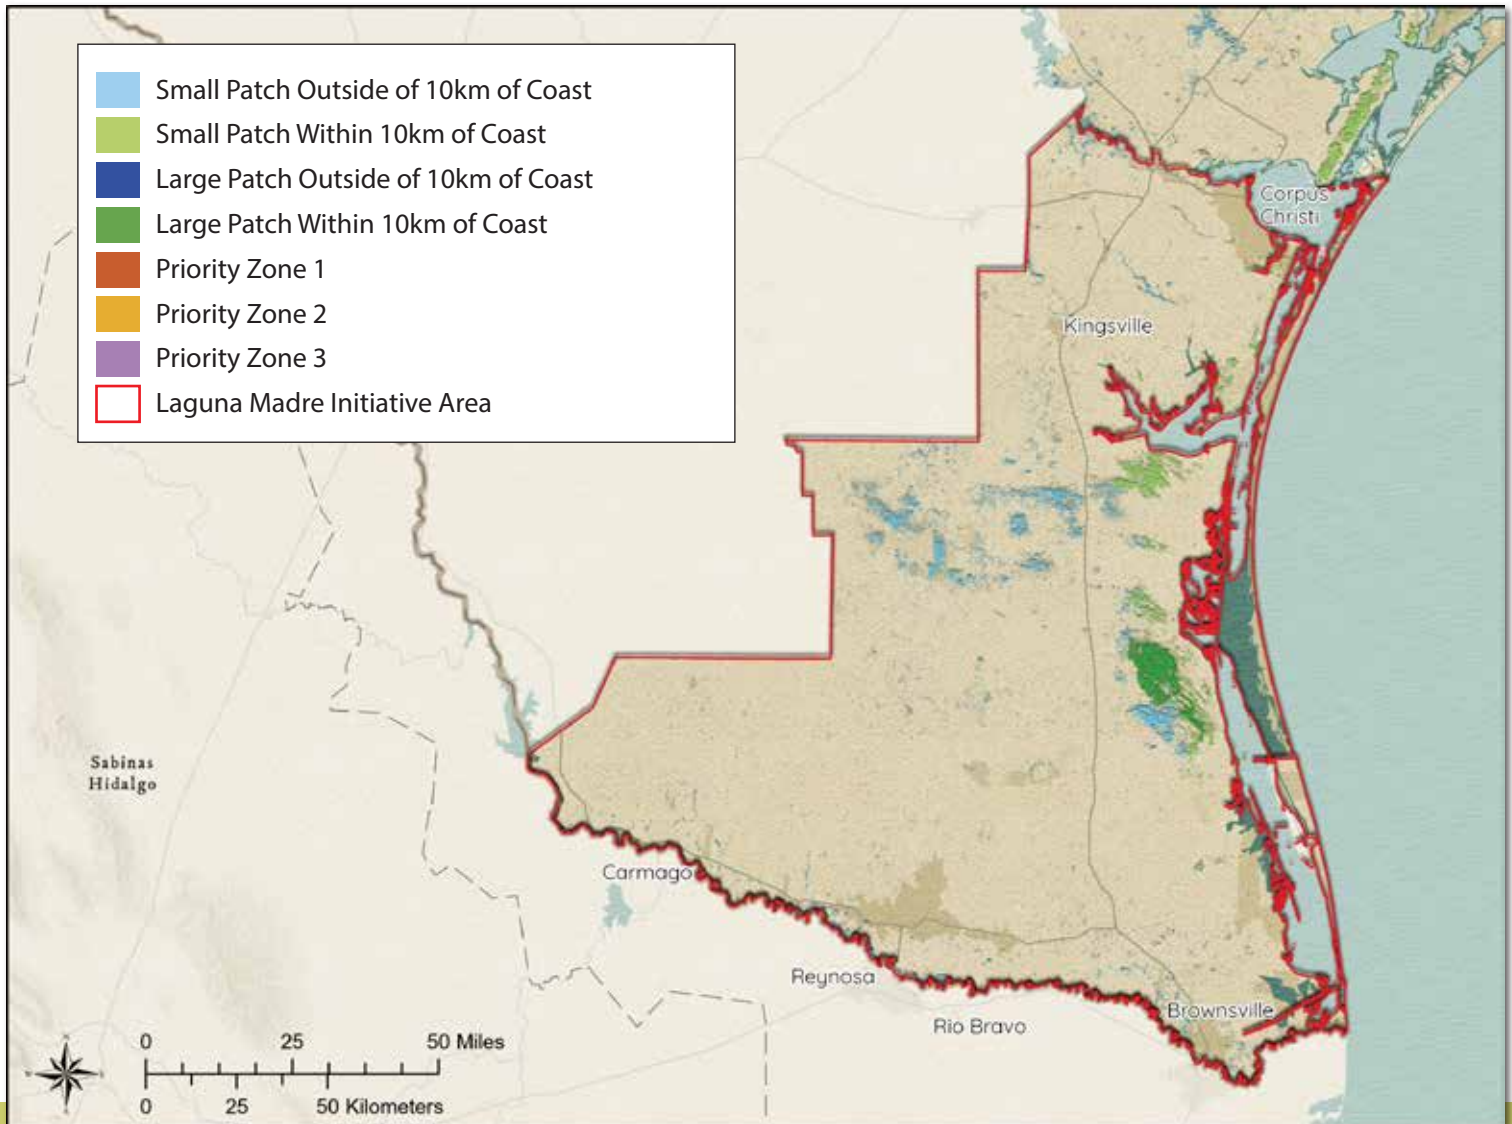 Small Patch Outside of 10km of Coast
Small Patch Within 10km of Coast
Large Patch Outside of 10km of Coast
Large Patch Within 10km of Coast
Priority Zone 1
Priority Zone 2
Priority Zone 3
Laguna Madre Initiative Area
Corpus
Christi
Kingsville
Sabinas
Hidalgo
Carmago
Reynosa
Rio Bravo
Brownsville
0 25 50 Miles
0 25 50 Kilometers